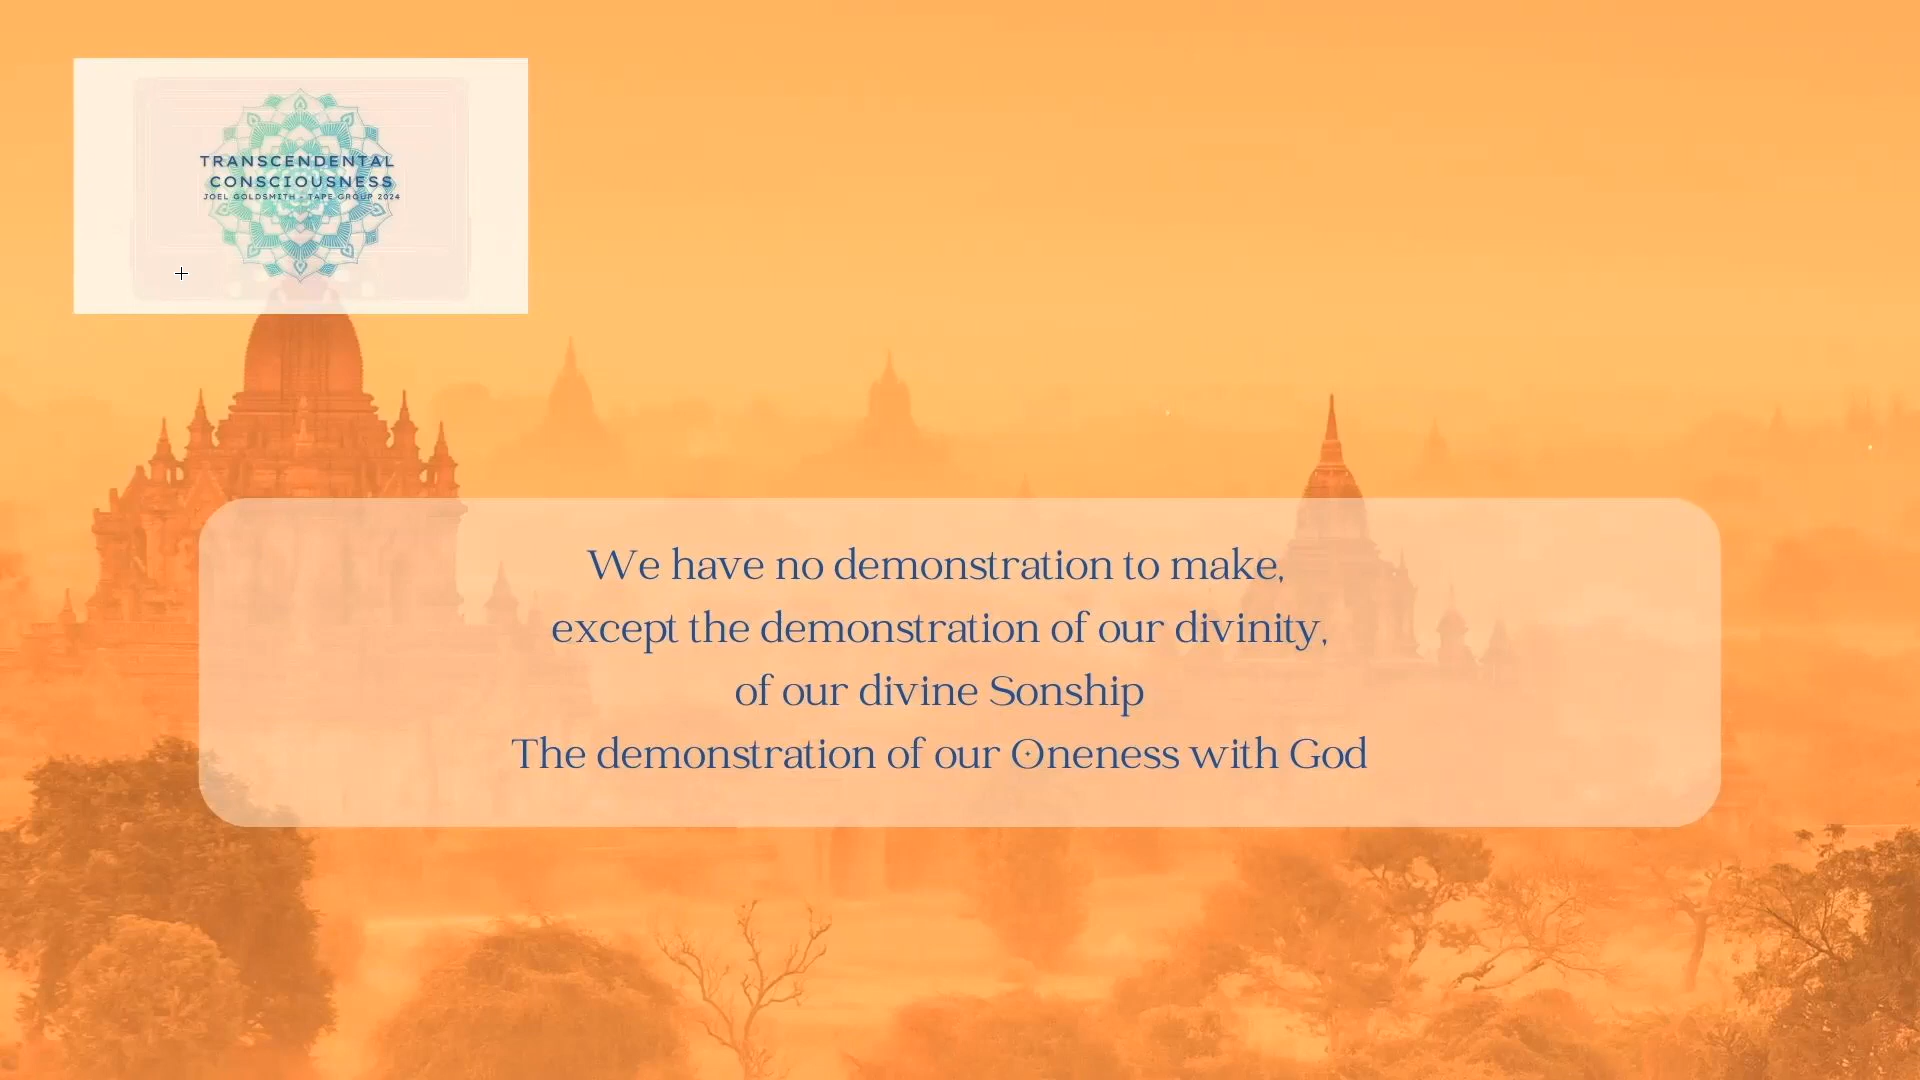 TRANSCENDENTAL
CONSCIOUSNESS
JOEL GOLDSMITH - TAPE GROUP 2024
We have no demonstration to make,
except the demonstration of our divinity,
of our divine Sonship
The demonstration of our Oneness with God